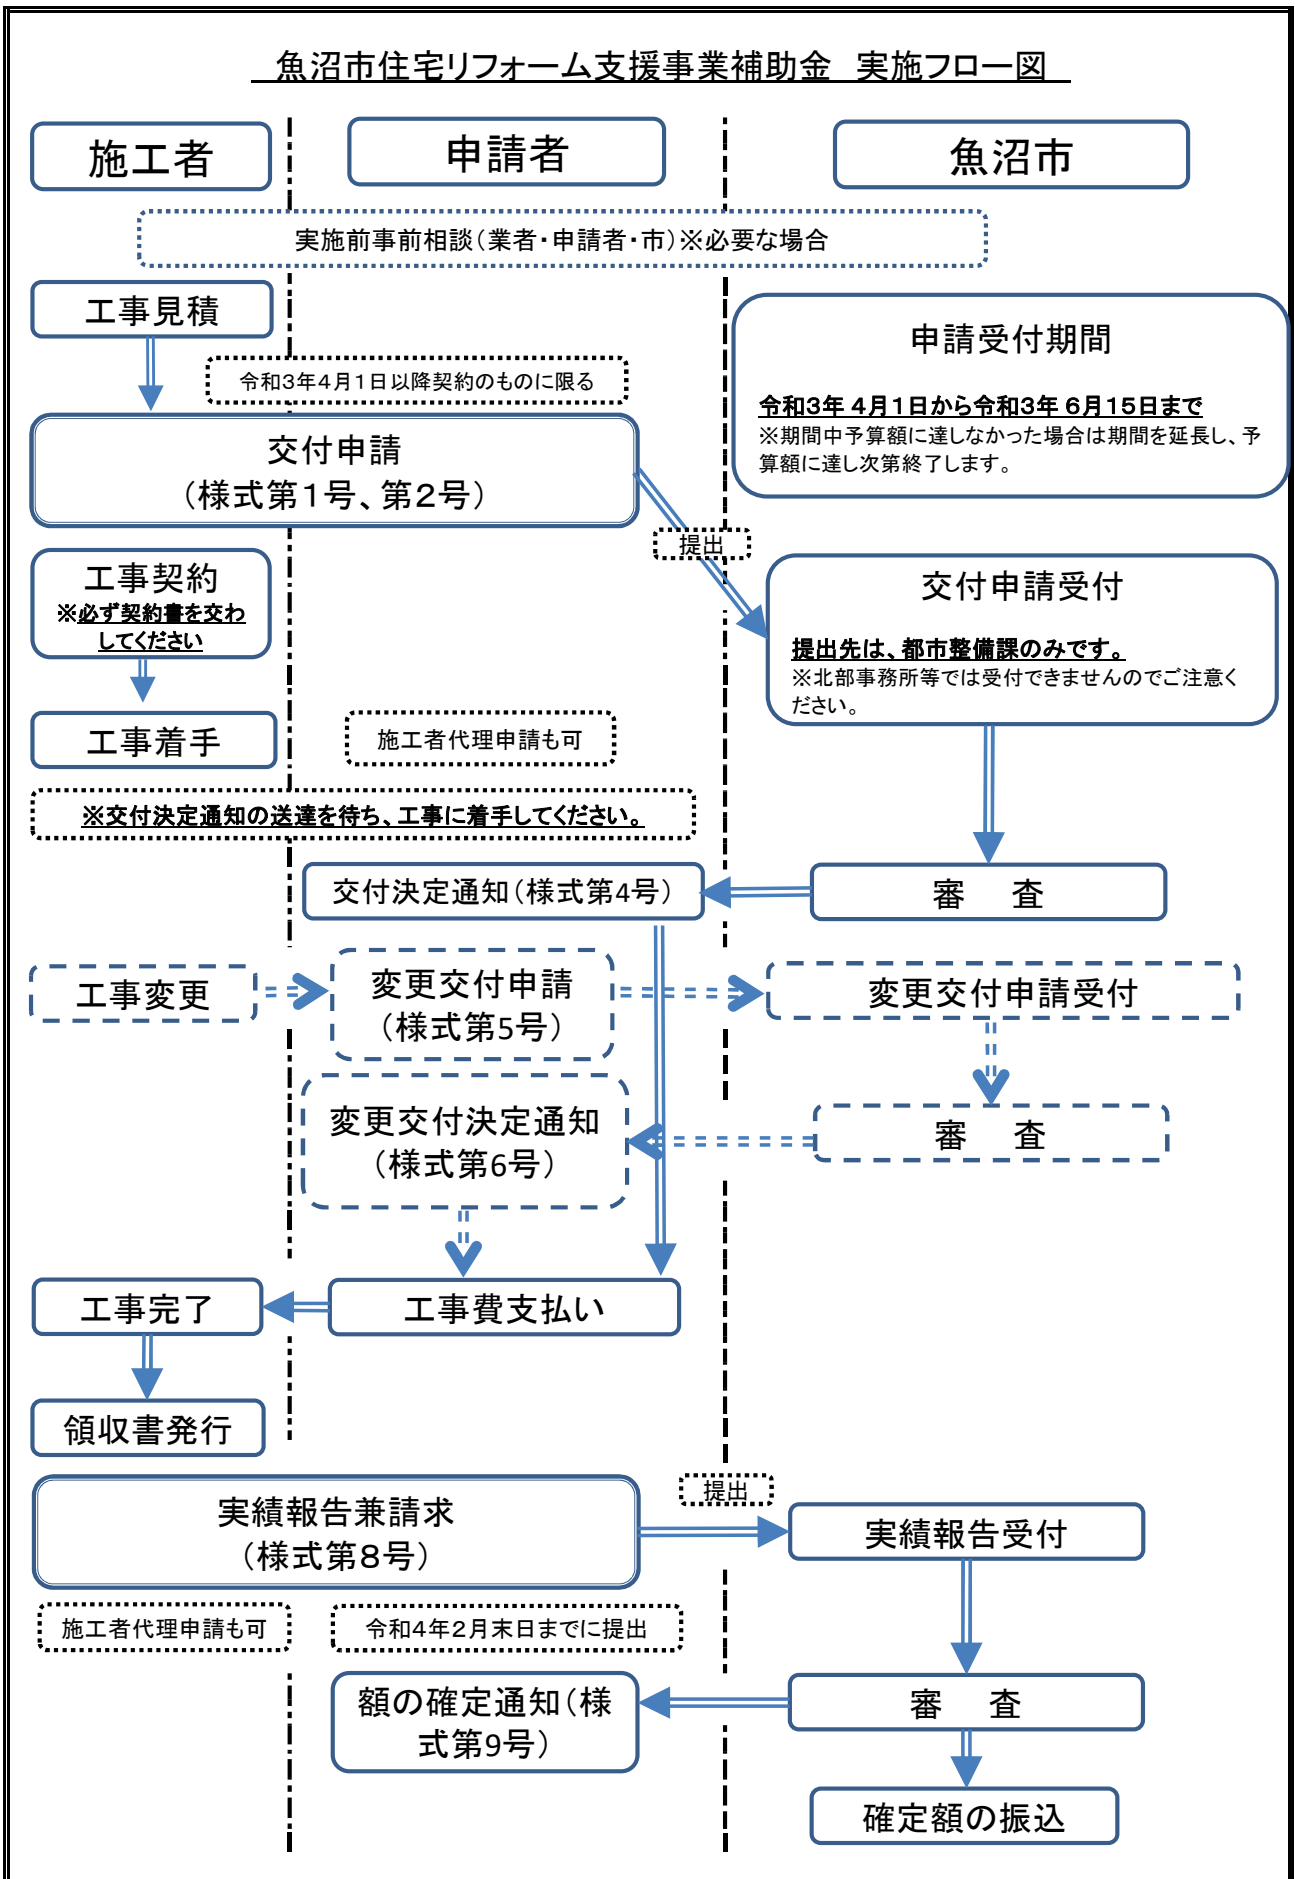 魚沼市住宅リフォーム支援事業補助金　実施フロー図
施工者
申請者
魚沼市
実施前事前相談（業者・申請者・市）※必要な場合
工事見積
申請受付期間
令和３年 ４月１日から令和３年 ６月１５日まで
※期間中予算額に達しなかった場合は期間を延長し、予
算額に達し次第終了します。
令和３年４月１日以降契約のものに限る
交付申請
（様式第１号、第２号）
提出
工事契約
※必ず契約書を交わ
してください
交付申請受付
提出先は、都市整備課のみです。
※北部事務所等では受付できませんのでご注意く
ださい。
工事着手
施工者代理申請も可
※交付決定通知の送達を待ち、工事に着手してください。
交付決定通知（様式第4号）
審　査
工事変更
変更交付申請
（様式第5号）
変更交付申請受付
変更交付決定通知
（様式第6号）
審　査
工事完了
工事費支払い
領収書発行
実績報告兼請求
（様式第８号）
提出
実績報告受付
施工者代理申請も可
令和４年２月末日までに提出
額の確定通知（様
式第9号）
審　査
確定額の振込